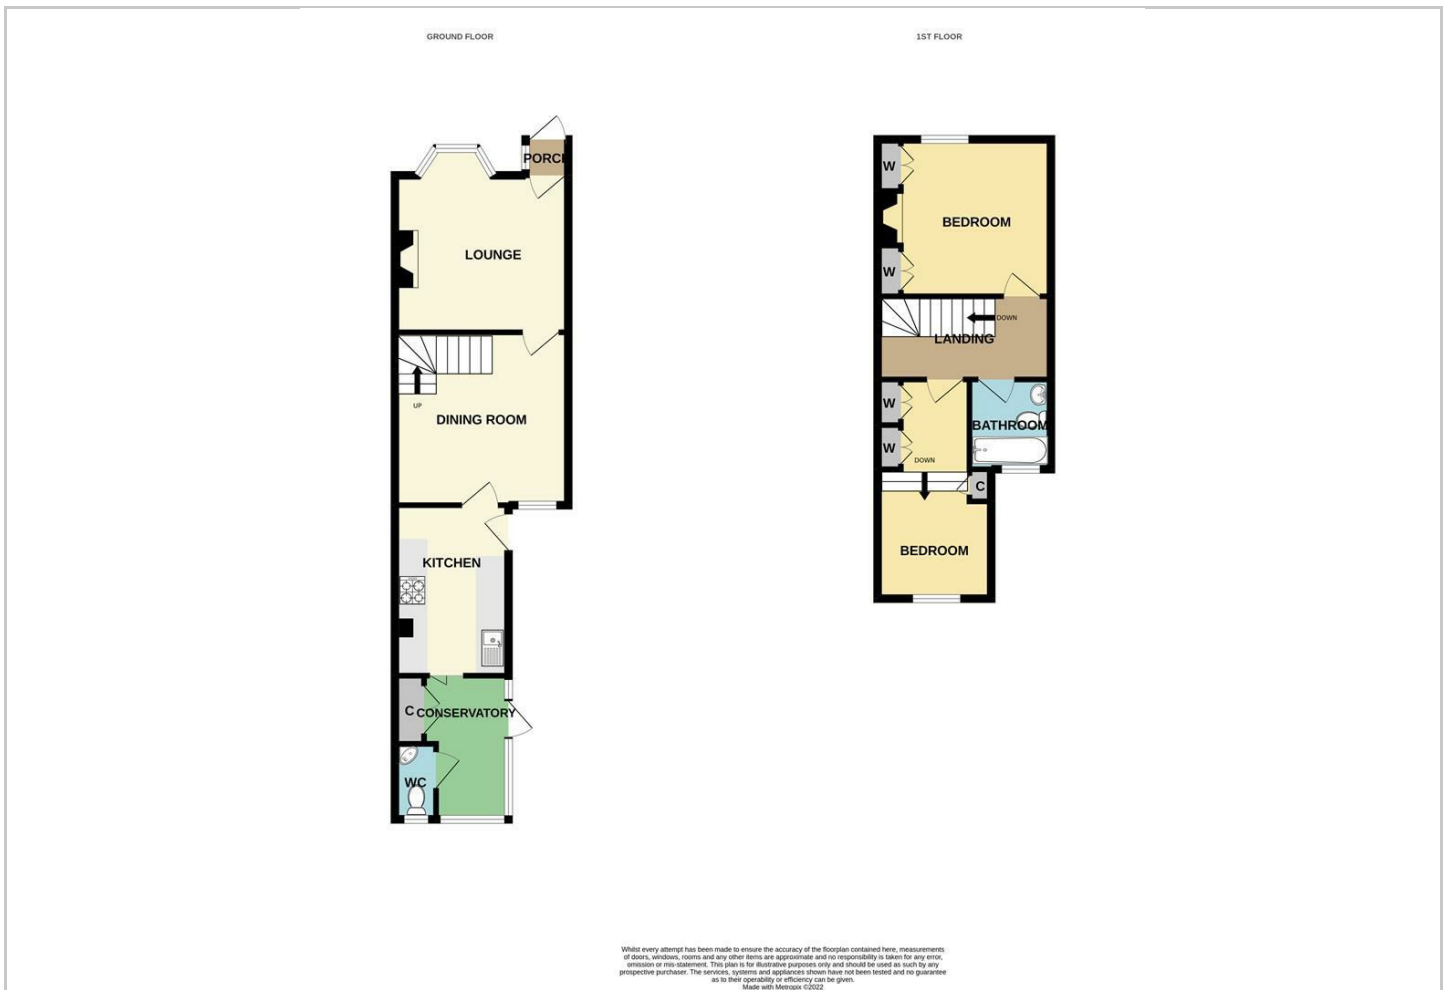 GROUND FLOOR
PORCH
LOUNGE
UP
DINING ROOM
KITCHEN
C
CONSERVATORY
WC
1ST FLOOR
W
BEDROOM
W
DOWN
LANDING
W
BATHROOM
W
DOWN
C
BEDROOM
Whilst every attempt has been made to ensure the accuracy of the floorplan contained here, measurements
of doors, windows, rooms and any other items are approximate and no responsibility is taken for any error,
omission or mis-statement. This plan is for illustrative purposes only and should be used as such by any
prospective purchaser. The services, systems and appliances shown have not been tested and no guarantee
as to their operability or efficiency can be given.
Made with Metropix ©2022